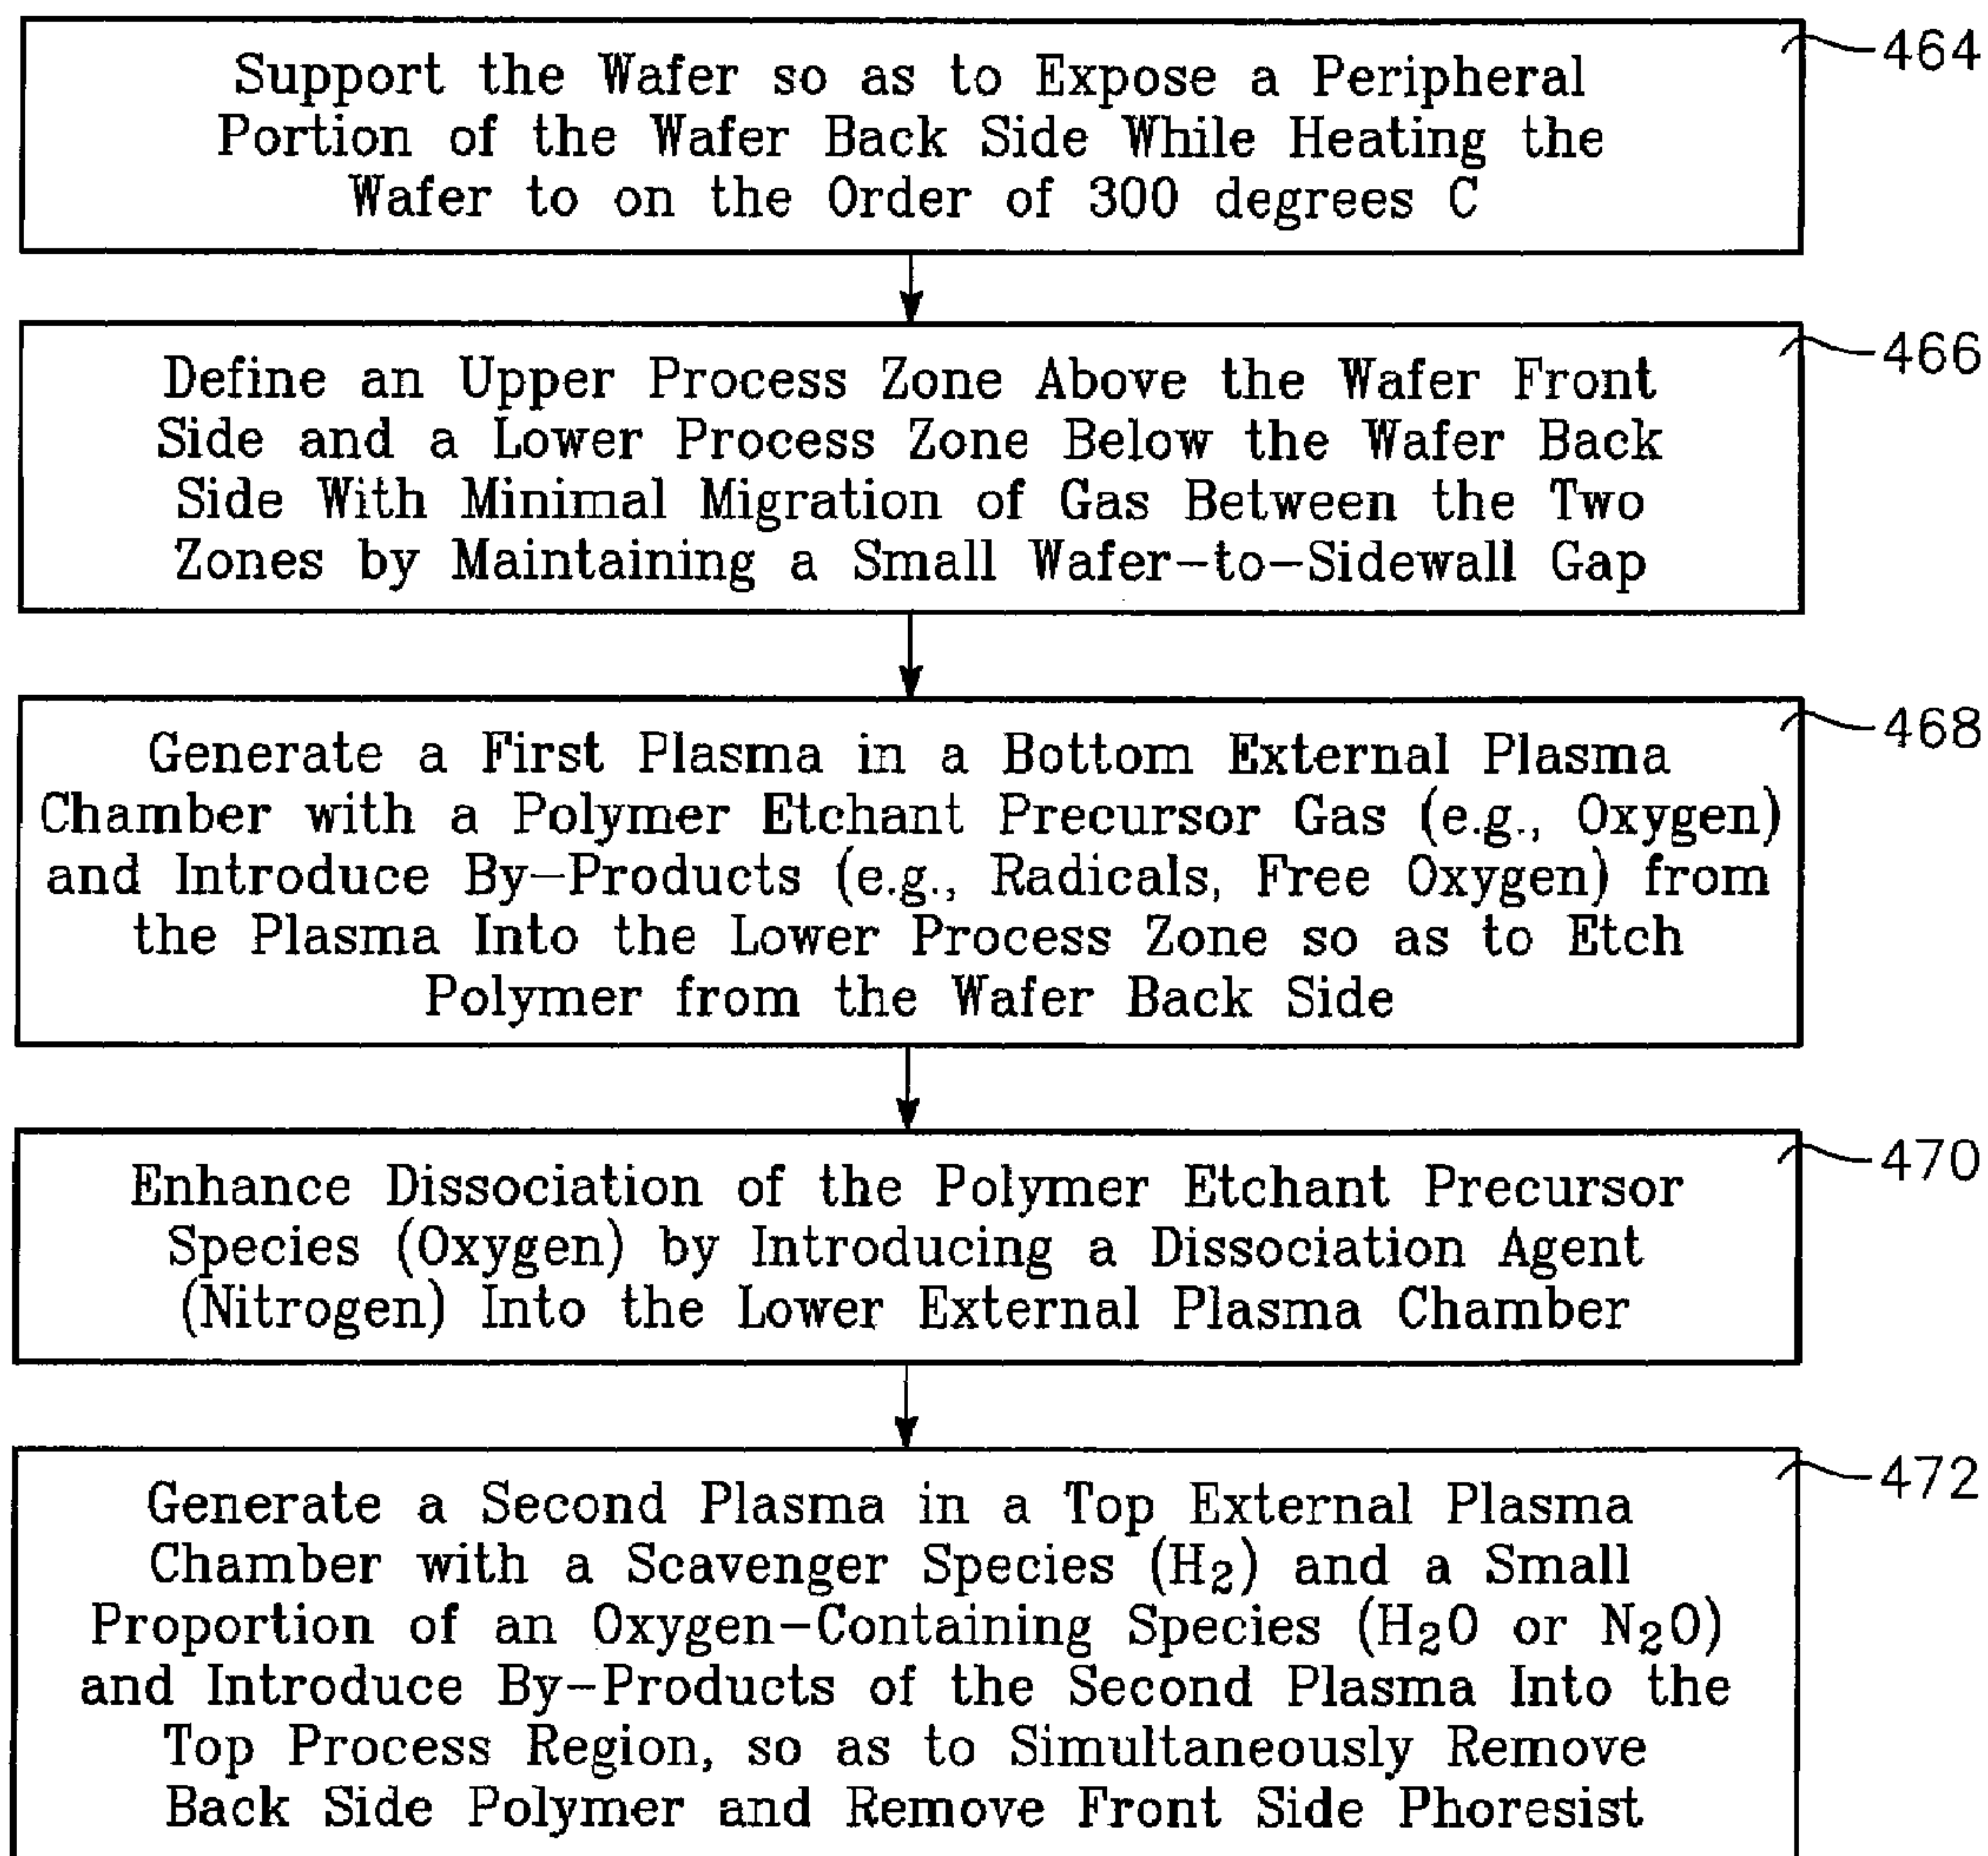 Support the Wafer so as to Expose a Peripheral
Portion of the Wafer Back Side While Heating the
Wafer to on the Order of 300 degrees C
464
Define an Upper Process Zone Above the Wafer Front
Side and a Lower Process Zone Below the Wafer Back
Side With Minimal Migration of Gas Between the Two
Zones by Maintaining a Small Wafer-to-Sidewall Gap
466
Generate a First Plasma in a Bottom External Plasma
Chamber with a Polymer Etchant Precursor Gas (e.g., Oxygen)
and Introduce By-Products (e.g., Radicals, Free Oxygen) from
the Plasma Into the Lower Process Zone so as to Etch
Polymer from the Wafer Back Side
468
Enhance Dissociation of the Polymer Etchant Precursor
Species (Oxygen) by Introducing a Dissociation Agent
(Nitrogen) Into the Lower External Plasma Chamber
470
Generate a Second Plasma in a Top External Plasma
Chamber with a Scavenger Species (H2) and a Small
Proportion of an Oxygen-Containing Species (H2O or N2O)
and Introduce By-Products of the Second Plasma Into the
Top Process Region, so as to Simultaneously Remove
Back Side Polymer and Remove Front Side Phoresist
472